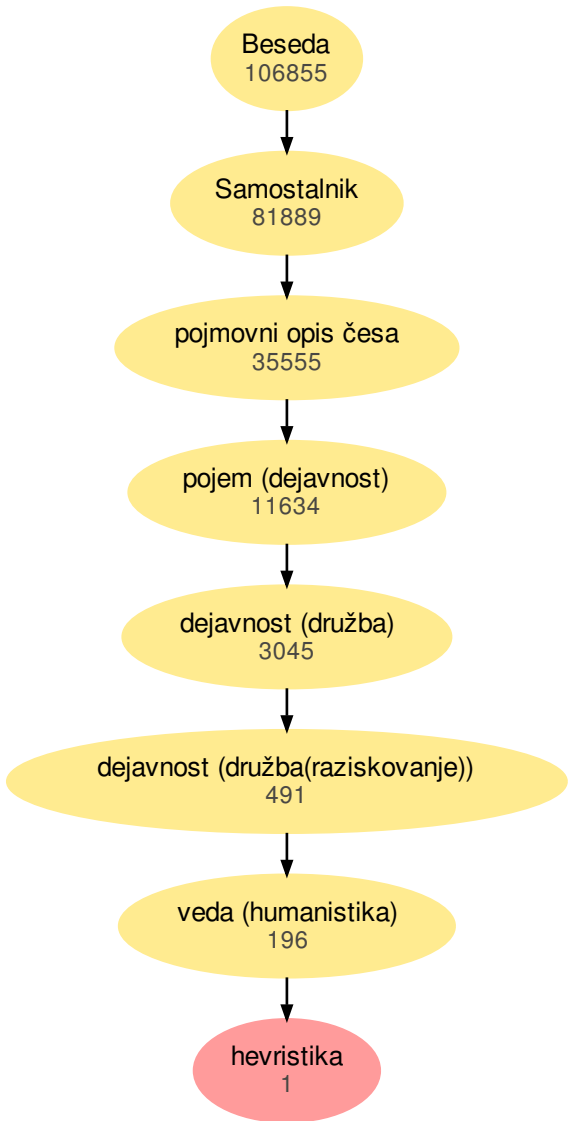 Beseda
106855
Samostalnik
81889
pojmovni opis česa
35555
pojem (dejavnost)
11634
dejavnost (družba)
3045
dejavnost (družba(raziskovanje))
491
veda (humanistika)
196
hevristika
1